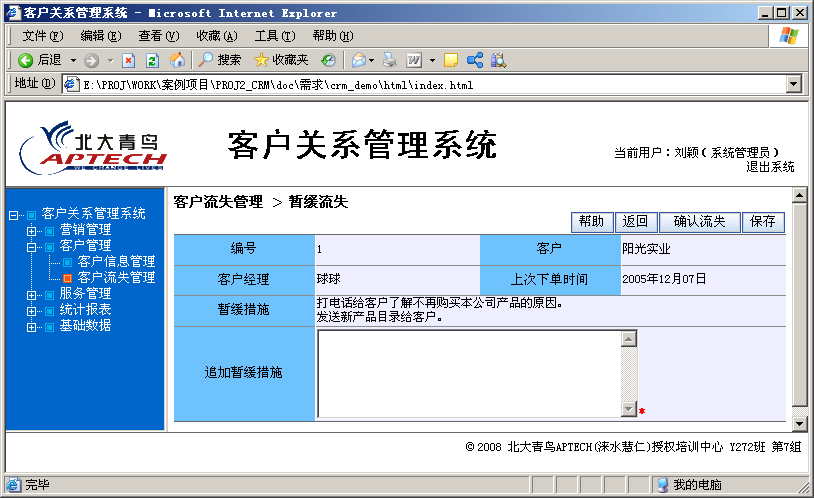 客户关系管理系统 - Microsoft Internet Explorer
文件(F) 编辑(E) 查看(V) 收藏(A) 工具(T) 帮助(H)
后退 搜索 收藏夹
地址(D) E:\PROJ\WORK\案例项目\PROJ2_CRM\doc\需求\crm_demo\html\index.html
北大青鸟
APTECH
WE CHANGE LIVES
客户关系管理系统
当前用户：刘颖(系统管理员)
退出系统
客户关系管理系统
营销管理
客户管理
客户信息管理
客户流失管理
服务管理
统计报表
基础数据
客户流失管理 > 暂缓流失
帮助 返回 确认流失 保存
编号 1 客户 阳光实业
客户经理 球球 上次下单时间 2005年12月07日
暂缓措施 打电话给客户了解不再购买本公司产品的原因。
发送新产品目录给客户。
追加暂缓措施 *
© 2008 北大青鸟APTECH(涞水慧仁)授权培训中心 Y272班 第7组
完毕 我的电脑